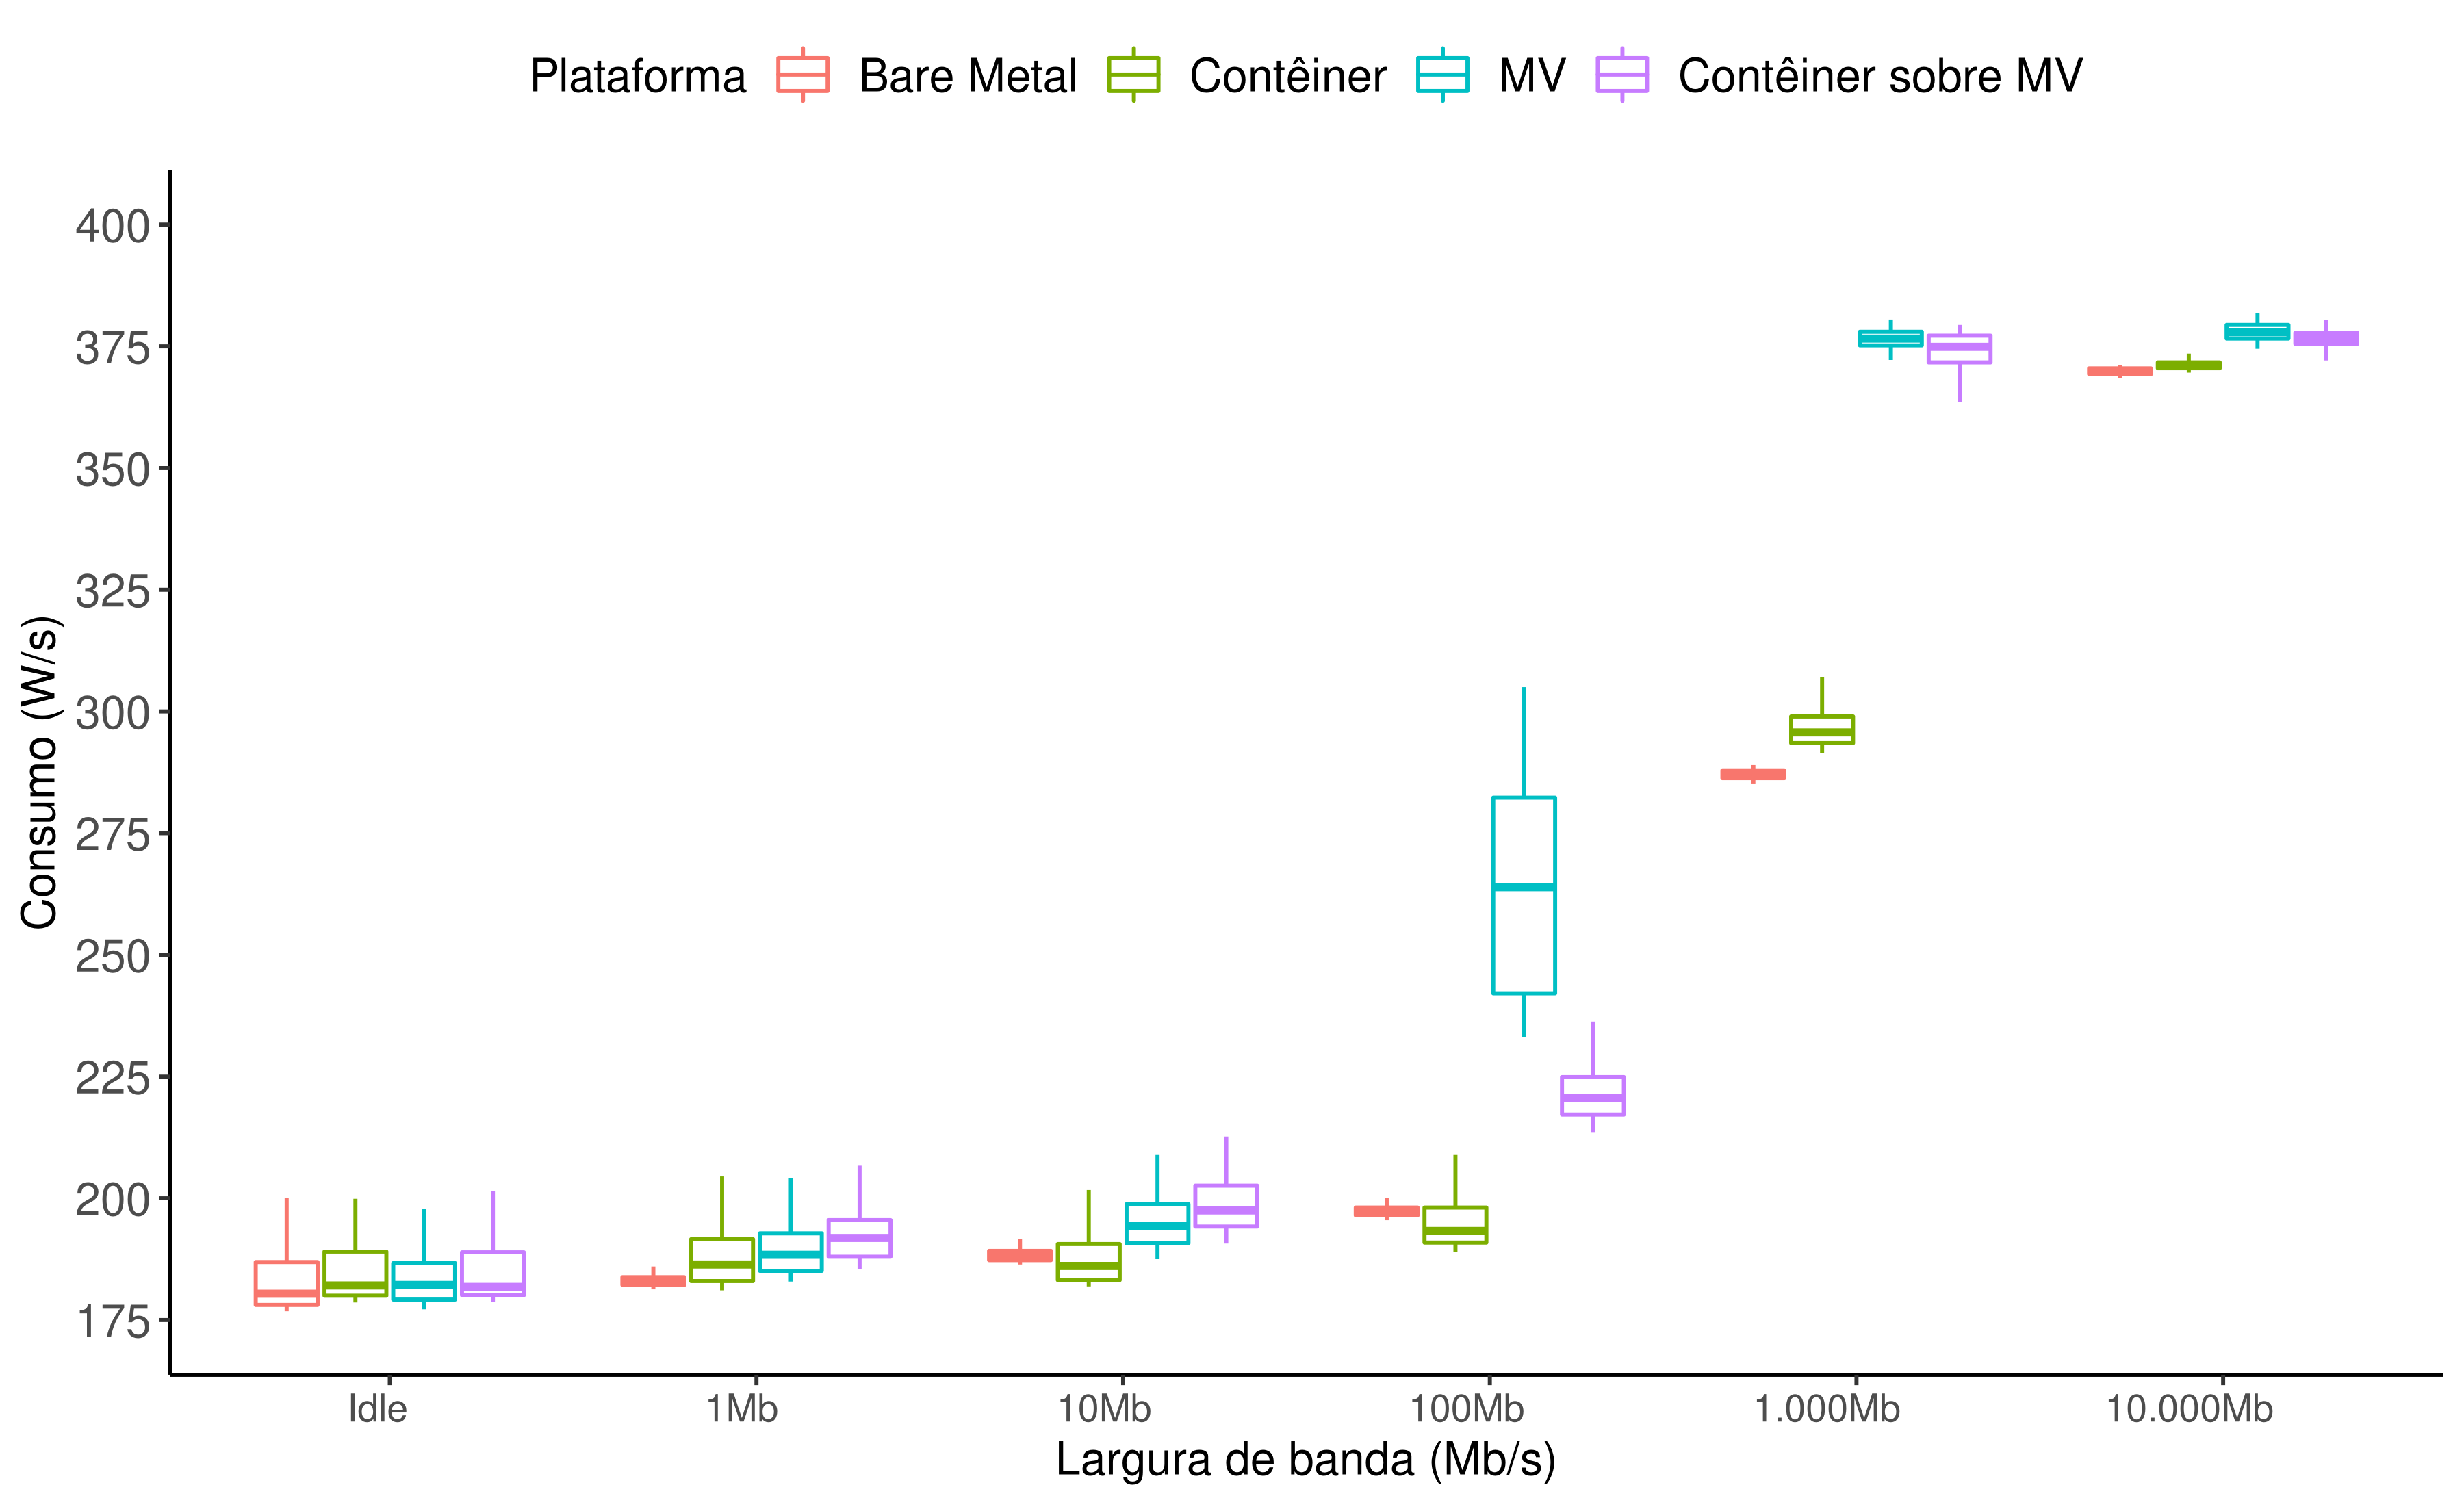 Plataforma Bare Metal Contêiner MV Contêiner sobre MV
400
375
350
325
300
275
250
225
200
175
Consumo (W/s)
Idle 1Mb 10Mb 100Mb 1.000Mb 10.000Mb
Largura de banda (Mb/s)